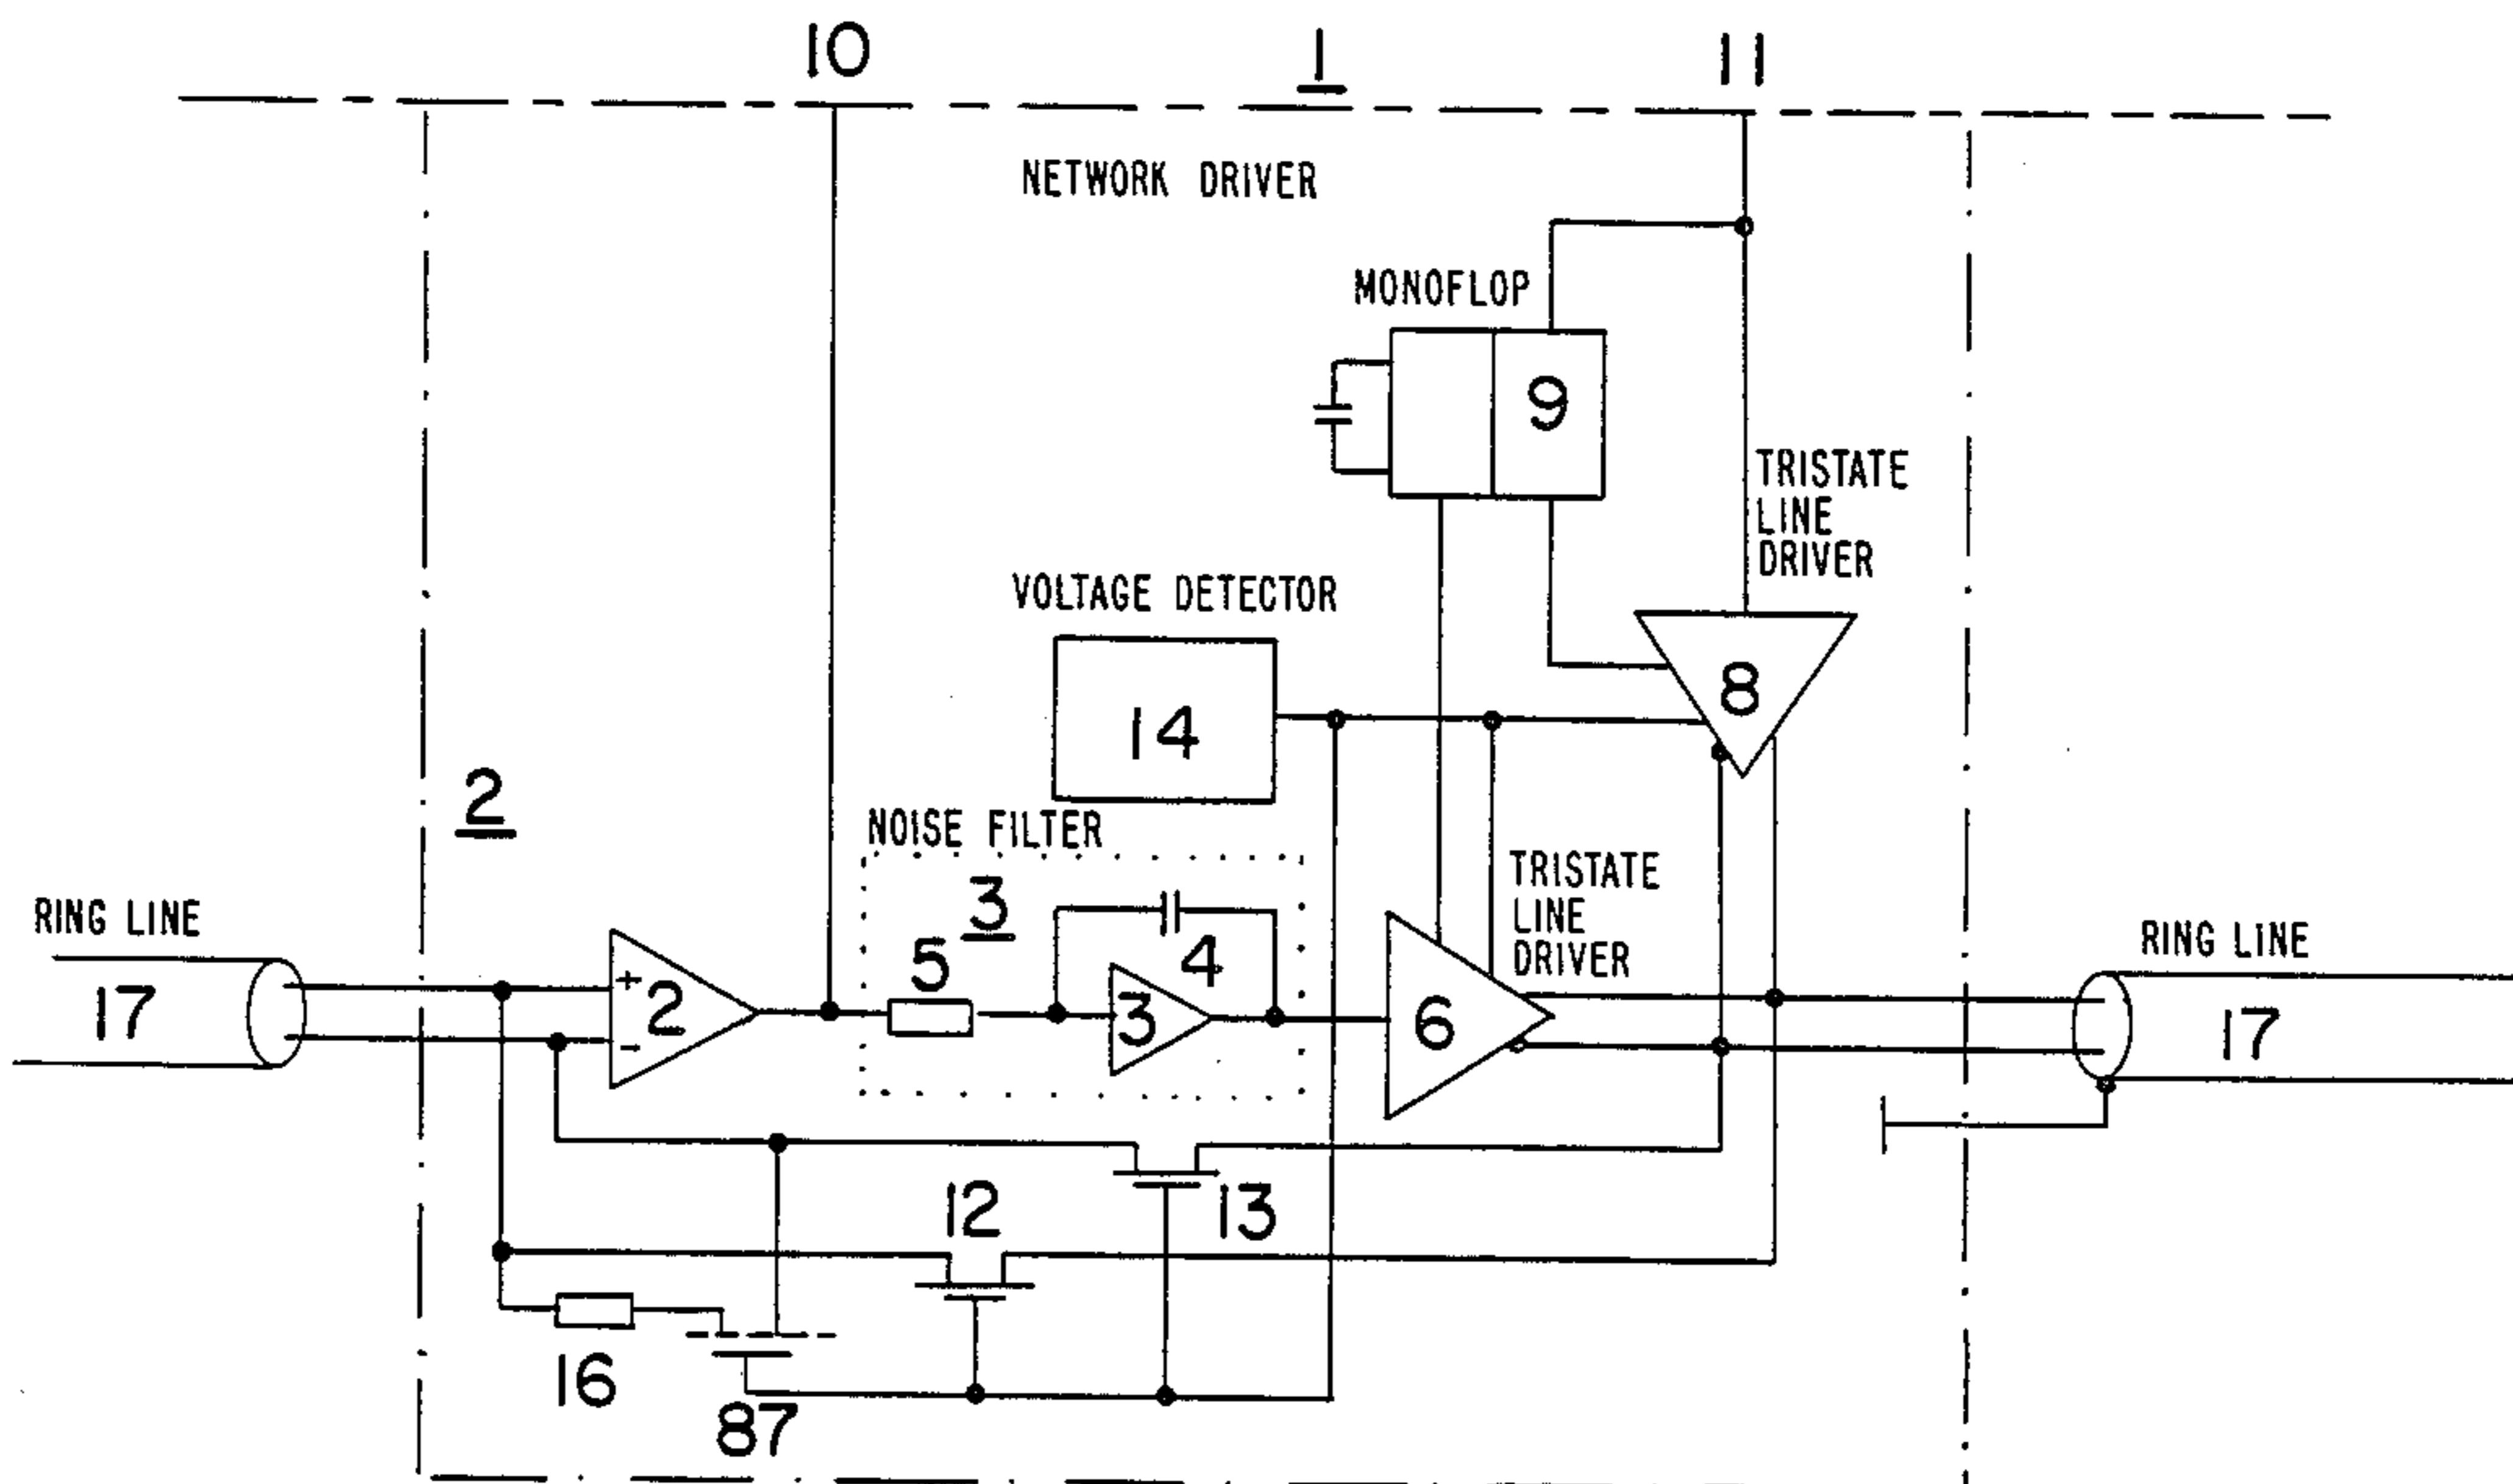 10
1
11
NETWORK DRIVER
MONOFLOP
9
TRISTATE
LINE
DRIVER
VOLTAGE DETECTOR
14
8
2
NOISE FILTER
3
TRISTATE
LINE
DRIVER
RING LINE
17
+
2
-
5
4
3
6
RING LINE
17
12
13
16
87